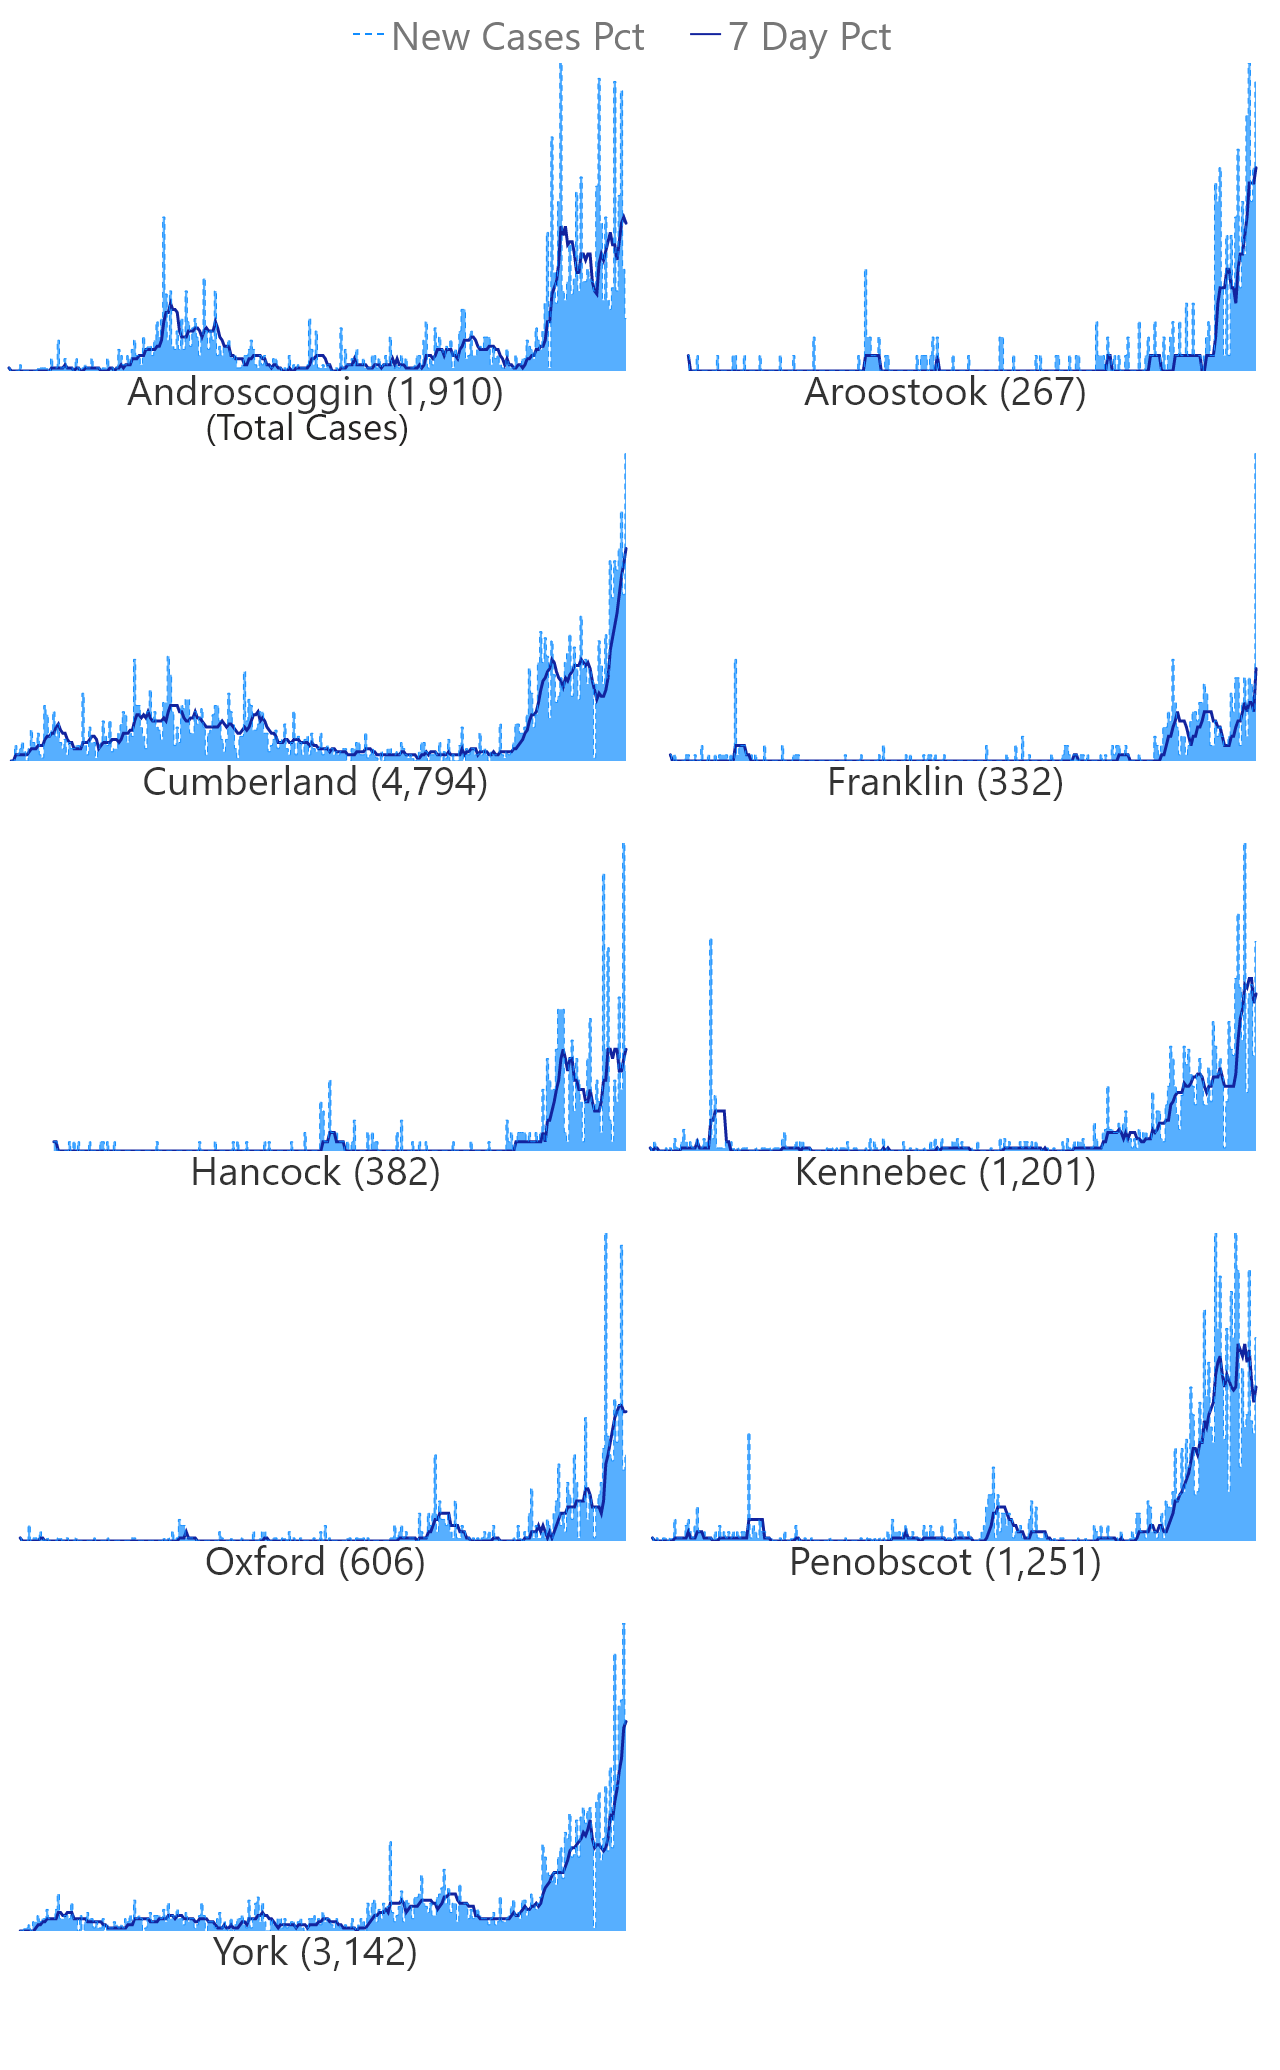 New Cases Pct 7 Day Pct
Androscoggin (1,910) Aroostook (267)
(Total Cases)
Cumberland (4,794) Franklin (332)
Hancock (382) Kennebec (1,201)
Oxford (606) Penobscot (1,251)
York (3,142)